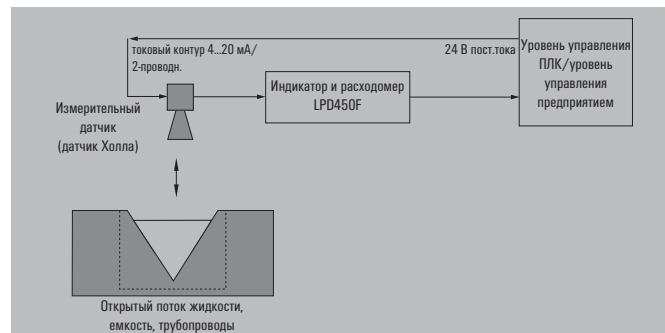 токовый контур 4...20 мА/
2-проводн.
24 В пост.тока
Уровень управления
ПЛК/уровень
управления
предприятием
Индикатор и расходомер
LPD450F
Измерительный
датчик
(датчик Холла)
Открытый поток жидкости,
емкость, трубопроводы